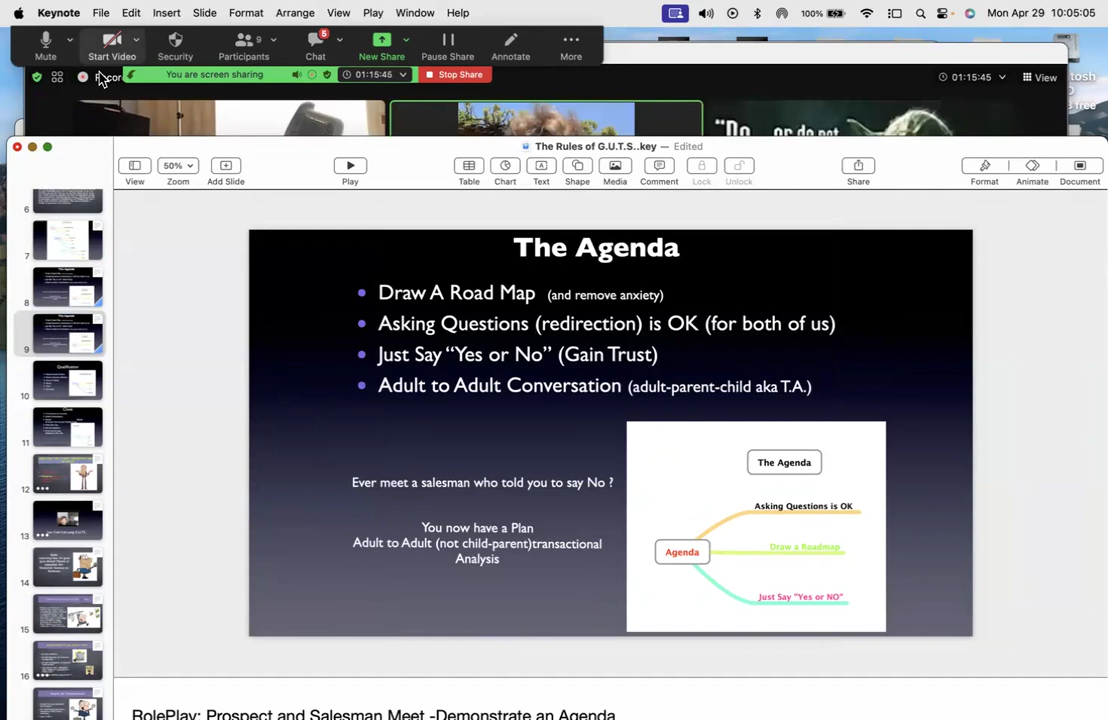 Keynote File Edit Insert Slide Format Arrange View Play Window Help 100% Mon Apr 29 10:05:05
Mute Start Video Security Participants 9 Chat 5 New Share Pause Share Annotate More
You are screen sharing 01:15:45 Stop Share
01:15:45 View
"Do or do not
D
3 free
The Rules of G.U.T.S..key — Edited
50%
View Zoom Add Slide Play Table Chart Text Shape Media Comment Lock Unlock Share Format Animate Document
6
7
8
9
10
11
12
13
14
15
16
The Agenda
Draw A Road Map (and remove anxiety)
Asking Questions (redirection) is OK (for both of us)
Just Say “Yes or No” (Gain Trust)
Adult to Adult Conversation (adult-parent-child aka T.A.)
Ever meet a salesman who told you to say No ?
You now have a Plan
Adult to Adult (not child-parent)transactional
Analysis
The Agenda
Asking Questions is OK
Agenda
Draw a Roadmap
Just Say "Yes or NO"
RolePlay: Prospect and Salesman Meet -Demonstrate an Agenda